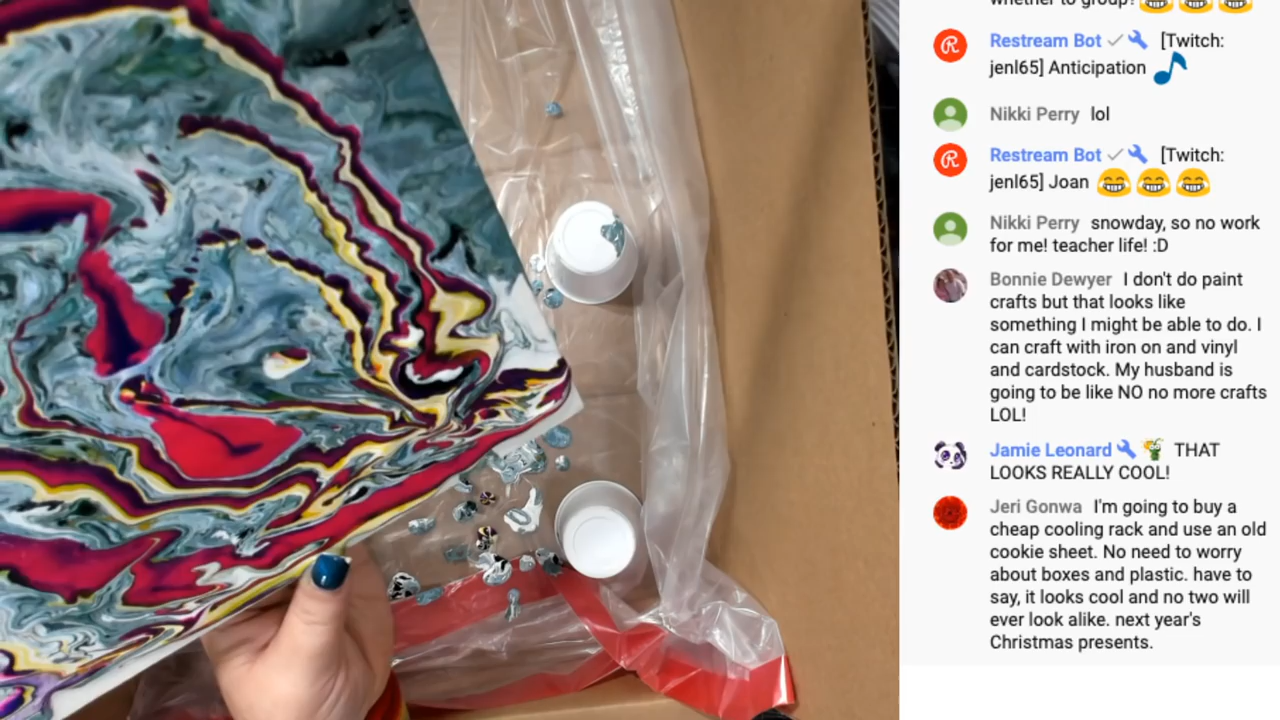 whether to group! 😂 😂 😂
Restream Bot [Twitch:
jenl65] Anticipation 🎵
Nikki Perry lol
Restream Bot [Twitch:
jenl65] Joan 😂 😂 😂
Nikki Perry snowday, so no work
for me! teacher life! :D
Bonnie Dewyer I don't do paint
crafts but that looks like
something I might be able to do. I
can craft with iron on and vinyl
and cardstock. My husband is
going to be like NO no more crafts
LOL!
Jamie Leonard THAT
LOOKS REALLY COOL!
Jeri Gonwa I'm going to buy a
cheap cooling rack and use an old
cookie sheet. No need to worry
about boxes and plastic. have to
say, it looks cool and no two will
ever look alike. next year's
Christmas presents.